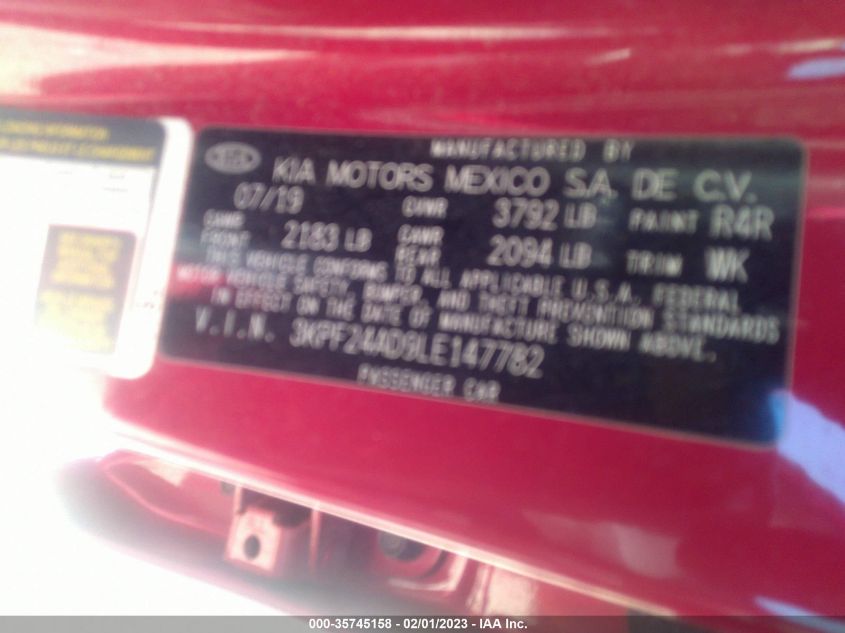 LOADING INFORMATION
MANUFACTURED BY
KIA
KIA MOTORS MEXICO S.A. DE C.V.
07/19 GVWR 3792 LB PAINT R4R
GAWR FRONT 2183 LB GAWR REAR 2094 LB TRIM WK
THIS VEHICLE CONFORMS TO ALL APPLICABLE U.S.A. FEDERAL
MOTOR VEHICLE SAFETY, BUMPER, AND THEFT PREVENTION STANDARDS
IN EFFECT ON THE DATE OF MANUFACTURE SHOWN ABOVE.
V.I.N. 3KPF24AD9LE147782
PASSENGER CAR
000-35745158 - 02/01/2023 - IAA Inc.